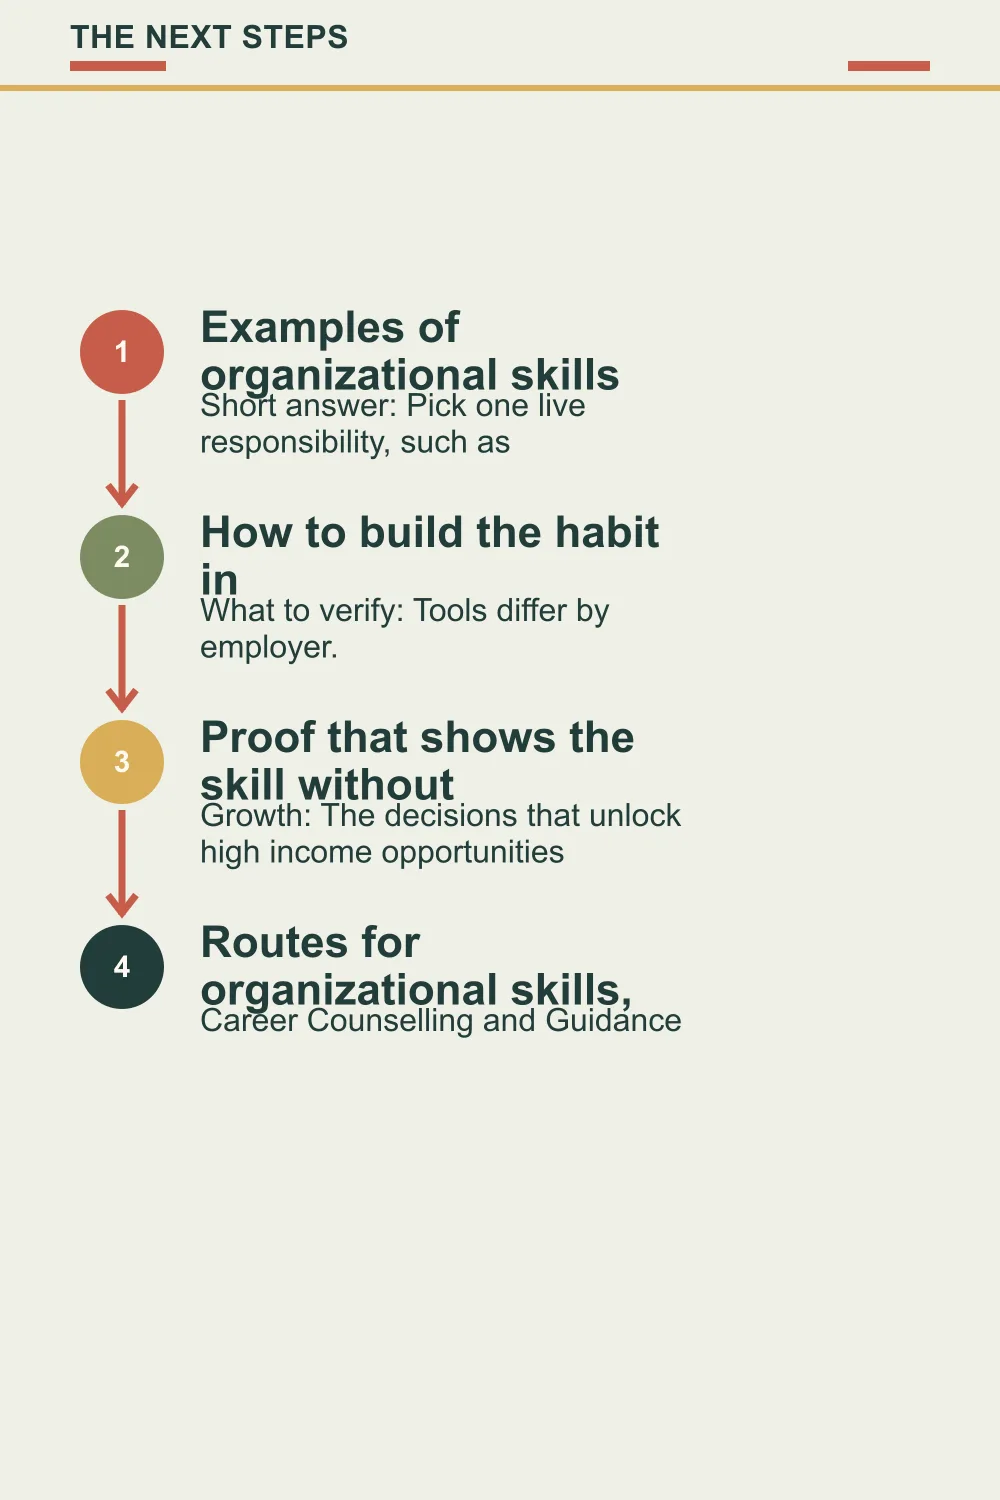 THE NEXT STEPS
1
Examples of
organizational skills
Short answer: Pick one live
responsibility, such as
2
How to build the habit
in
What to verify: Tools differ by
employer.
3
Proof that shows the
skill without
Growth: The decisions that unlock
high income opportunities
4
Routes for
organizational skills,
Career Counselling and Guidance